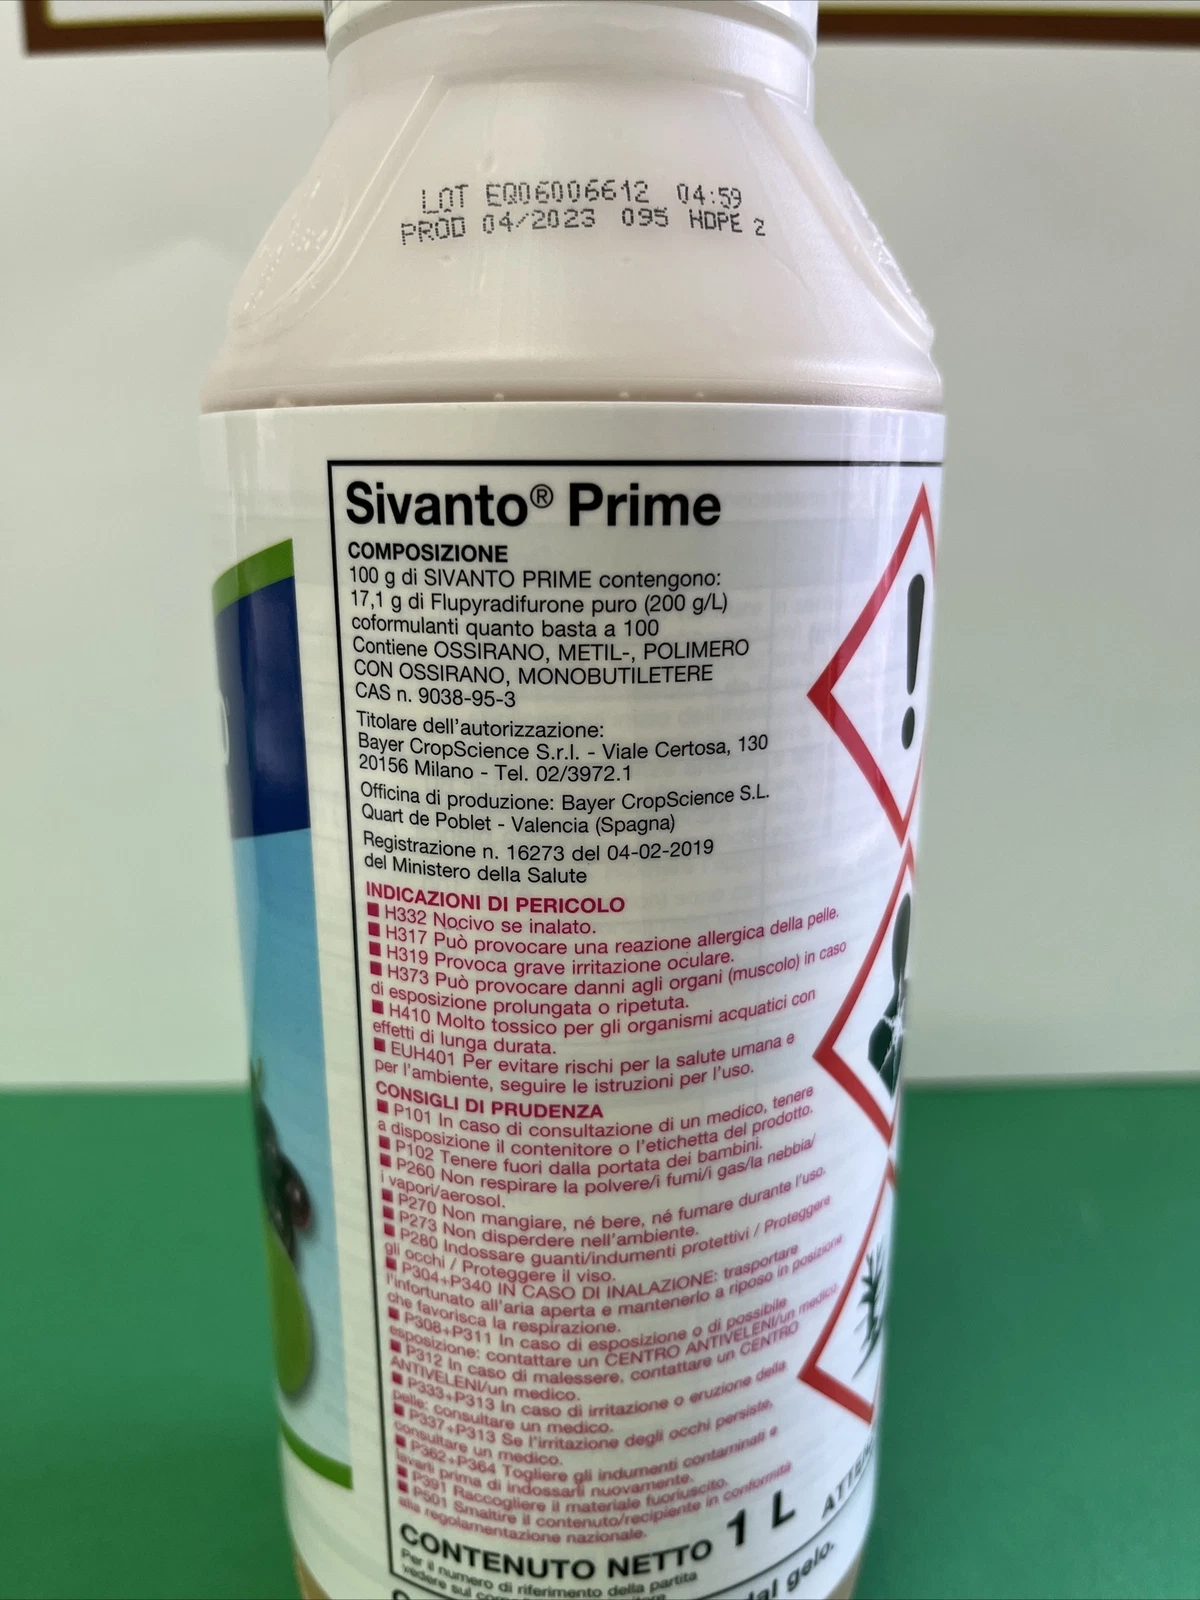 LOT EQ06006612 04:59
PROD 04/2023 095 HDPE 2
Sivanto® Prime
COMPOSIZIONE
100 g di SIVANTO PRIME contengono:
17,1 g di Flupyradifurone puro (200 g/L)
coformulanti quanto basta a 100
Contiene OSSIRANO, METIL-, POLIMERO
CON OSSIRANO, MONOBUTILETERE
CAS n. 9038-95-3
Titolare dell'autorizzazione:
Bayer CropScience S.r.l. - Viale Certosa, 130
20156 Milano - Tel. 02/3972.1
Officina di produzione: Bayer CropScience S.L.
Quart de Poblet - Valencia (Spagna)
Registrazione n. 16273 del 04-02-2019
del Ministero della Salute
INDICAZIONI DI PERICOLO
■ H332 Nocivo se inalato.
■ H317 Può provocare una reazione allergica della pelle.
■ H319 Provoca grave irritazione oculare.
■ H373 Può provocare danni agli organi (muscolo) in caso
di esposizione prolungata o ripetuta.
■ H410 Molto tossico per gli organismi acquatici con
effetti di lunga durata.
■ EUH401 Per evitare rischi per la salute umana e
per l'ambiente, seguire le istruzioni per l'uso.
CONSIGLI DI PRUDENZA
■ P101 In caso di consultazione di un medico, tenere
a disposizione il contenitore o l'etichetta del prodotto.
■ P102 Tenere fuori dalla portata dei bambini.
■ P260 Non respirare la polvere/i fumi/i gas/la nebbia/
i vapori/aerosol.
■ P270 Non mangiare, né bere, né fumare durante l'uso.
■ P273 Non disperdere nell'ambiente.
■ P280 Indossare guanti/indumenti protettivi / Proteggere
gli occhi / Proteggere il viso.
■ P304+P340 IN CASO DI INALAZIONE: trasportare
l'infortunato all'aria aperta e mantenerlo a riposo in posizione
che favorisca la respirazione.
■ P308+P311 In caso di esposizione o di possibile
esposizione: contattare un CENTRO ANTIVELENI/un medico.
■ P312 In caso di malessere, contattare un CENTRO
ANTIVELENI/un medico.
■ P333+P313 In caso di irritazione o eruzione della
pelle: consultare un medico.
■ P337+P313 Se l'irritazione degli occhi persiste,
consultare un medico.
■ P362+P364 Togliere gli indumenti contaminati e
lavarli prima di indossarli nuovamente.
■ P391 Raccogliere il materiale fuoriuscito.
■ P501 Smaltire il contenuto/recipiente in conformità
alla regolamentazione nazionale.
CONTENUTO NETTO 1 L
Per il numero di riferimento della partita
vedere sul
dal gelo.